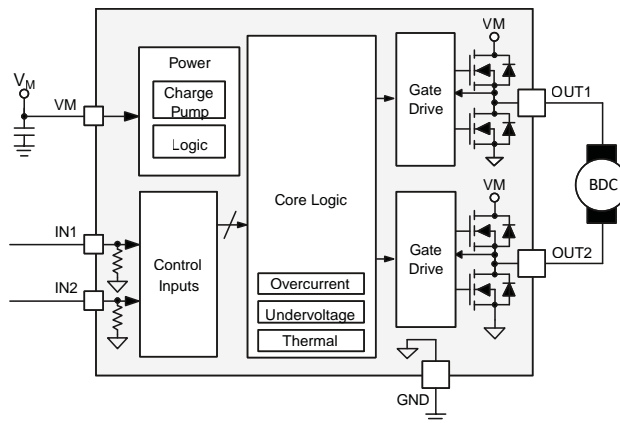 VM
Power
VM
Charge
Pump
Logic
VM
Gate
Drive
OUT1
BDC
Core Logic
VM
IN1
IN2
Control
Inputs
Gate
Drive
OUT2
Overcurrent
Undervoltage
Thermal
GND